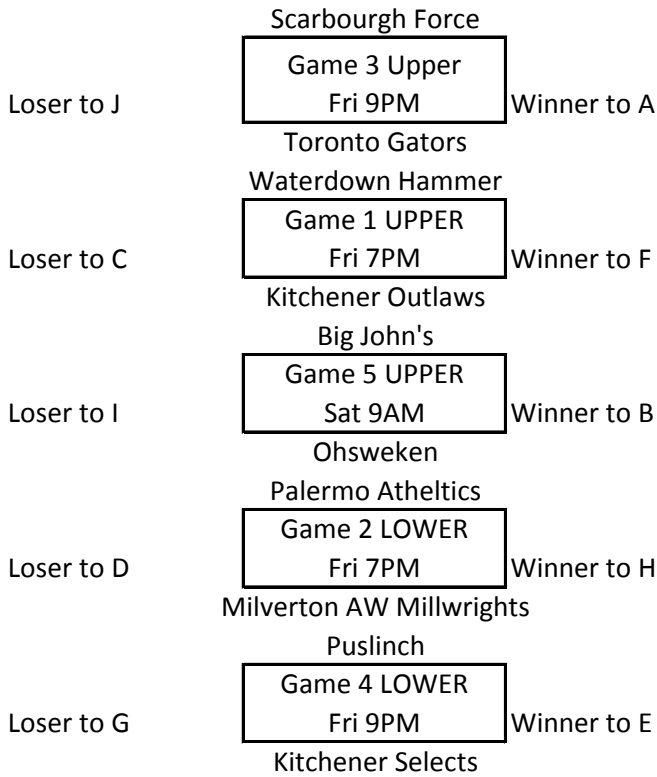 Scarbourgh Force
Game 3 Upper
Loser to J Fri 9PM Winner to A
Toronto Gators
Waterdown Hammer
Game 1 UPPER
Loser to C Fri 7PM Winner to F
Kitchener Outlaws
Big John's
Game 5 UPPER
Loser to I Sat 9AM Winner to B
Ohsweken
Palermo Atheltics
Game 2 LOWER
Loser to D Fri 7PM Winner to H
Milverton AW Millwrights
Puslinch
Game 4 LOWER
Loser to G Fri 9PM Winner to E
Kitchener Selects